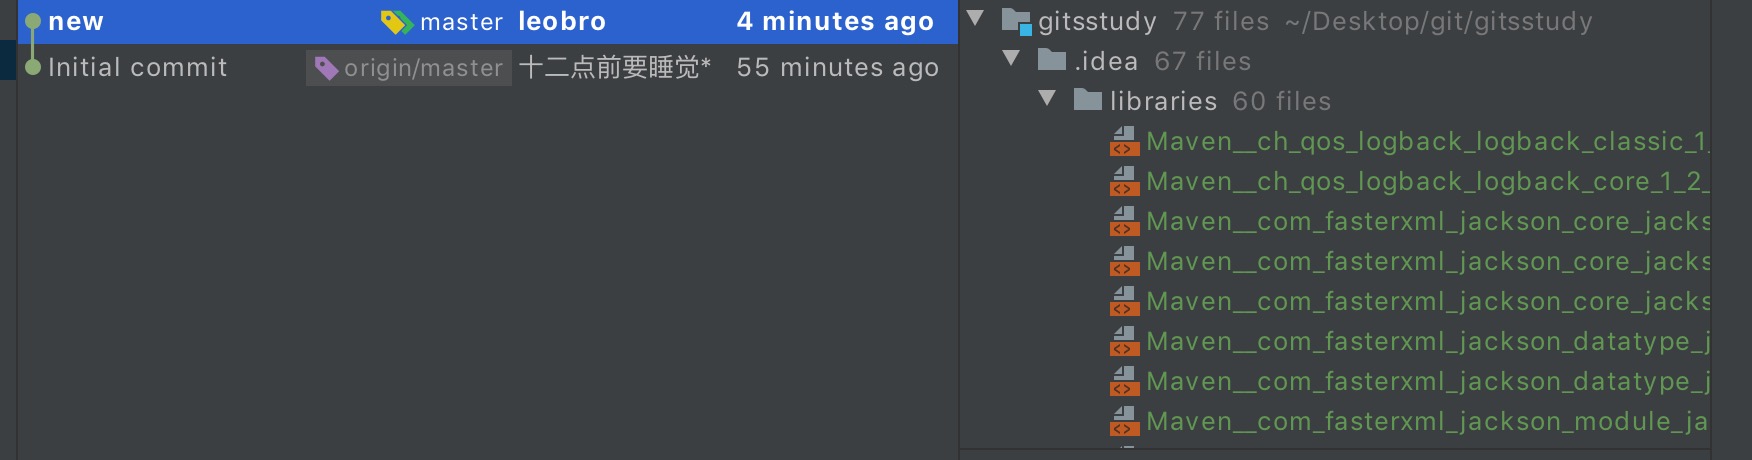 new master leobro 4 minutes ago
Initial commit origin/master 十二点前要睡觉* 55 minutes ago
gitsstudy 77 files ~/Desktop/git/gitsstudy
.idea 67 files
libraries 60 files
Maven__ch_qos_logback_logback_classic_1_
Maven__ch_qos_logback_logback_core_1_2_
Maven__com_fasterxml_jackson_core_jacks
Maven__com_fasterxml_jackson_core_jacks
Maven__com_fasterxml_jackson_core_jacks
Maven__com_fasterxml_jackson_datatype_j
Maven__com_fasterxml_jackson_datatype_j
Maven__com_fasterxml_jackson_module_ja